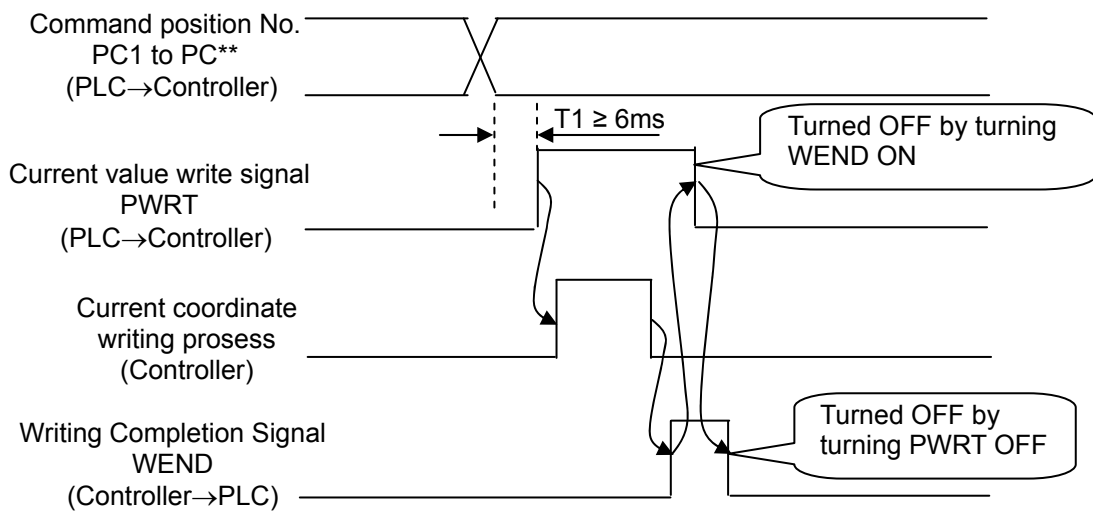 Command position No.
PC1 to PC**
(PLC→Controller)
T1 ≥ 6ms
Turned OFF by turning
WEND ON
Current value write signal
PWRT
(PLC→Controller)
Current coordinate
writing prosess
(Controller)
Writing Completion Signal
WEND
(Controller→PLC)
Turned OFF by
turning PWRT OFF